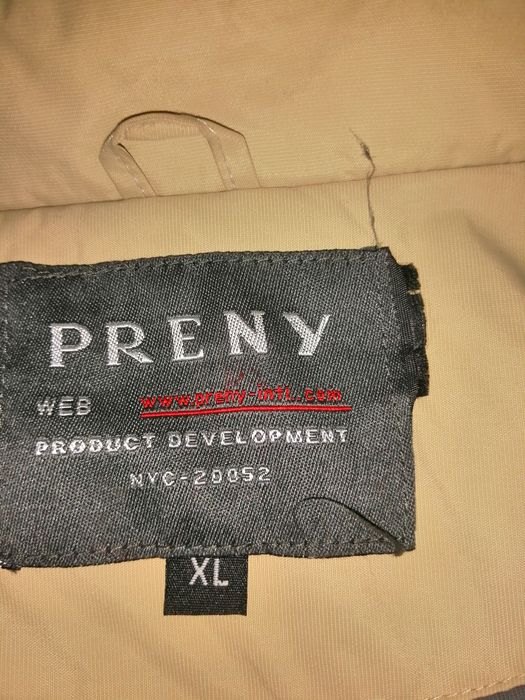 PRENY
WEB www.preny-intl.com
PRODUCT DEVELOPMENT
NYC-20052
XL